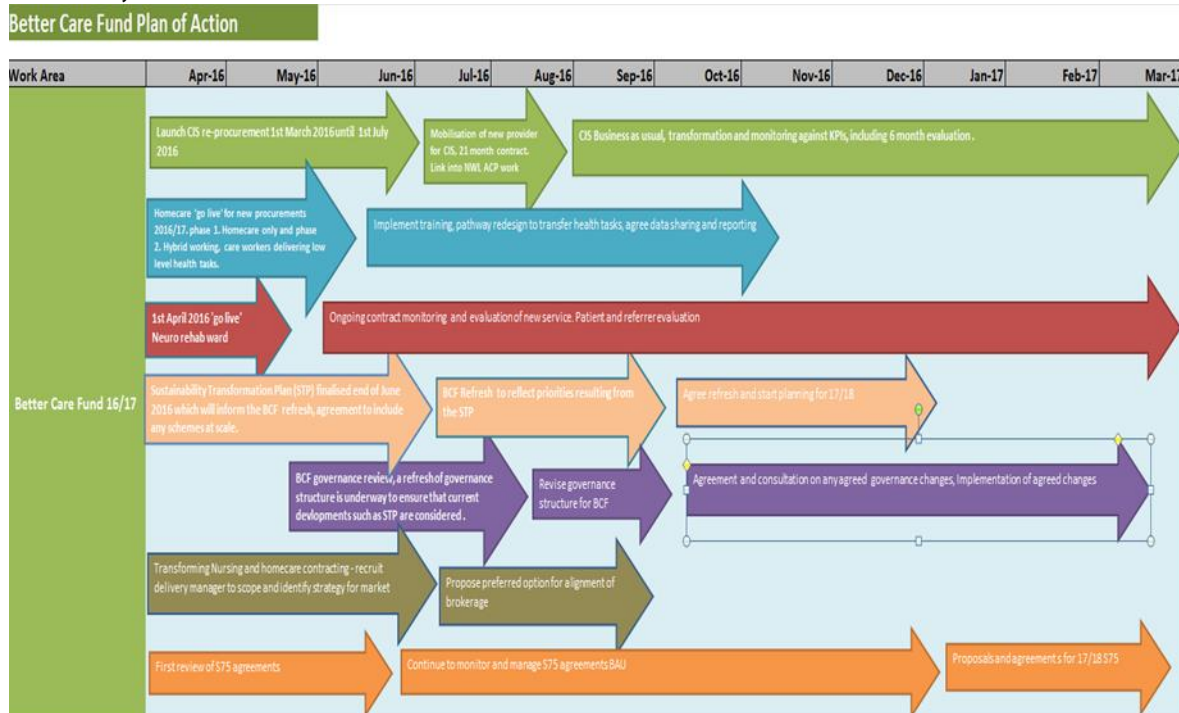 Better Care Fund Plan of Action
Work Area Apr-16 May-16 Jun-16 Jul-16 Aug-16 Sep-16 Oct-16 Nov-16 Dec-16 Jan-17 Feb-17 Mar-17
Launch CIS re-procurement 1st March 2016 until 1st July
2016
Mobilisation of new provider
for CIS, 21 month contract.
Link into NWL ACP work
CIS Business as usual, transformation and monitoring against KPIs, including 6 month evaluation .
Homecare 'go live' for new procurements
2016/17. phase 1. Homecare only and phase
2. Hybrid working, care workers delivering low
level health tasks.
Implement training, pathway redesign to transfer health tasks, agree data sharing and reporting
1st April 2016 'go live'
Neuro rehab ward
Ongoing contract monitoring and evaluation of new service. Patient and referrer evaluation
Better Care Fund 16/17
Sustainability Transformation Plan (STP) finalised end of June
2016 which will inform the BCF refresh, agreement to include
any schemes at scale.
BCF Refresh to reflect priorities resulting from
the STP
Agree refresh and start planning for 17/18
BCF governance review, a refresh of governance
structure is underway to ensure that current
devlopments such as STP are considered .
Revise governance
structure for BCF
Agreement and consultation on any agreed governance changes, Implementation of agreed changes
Transforming Nursing and homecare contracting - recruit
delivery manager to scope and identify strategy for market
Propose preferred option for alignment of
brokerage
First review of S75 agreements
Continue to monitor and manage S75 agreements BAU
Proposals and agreements for 17/18 S75